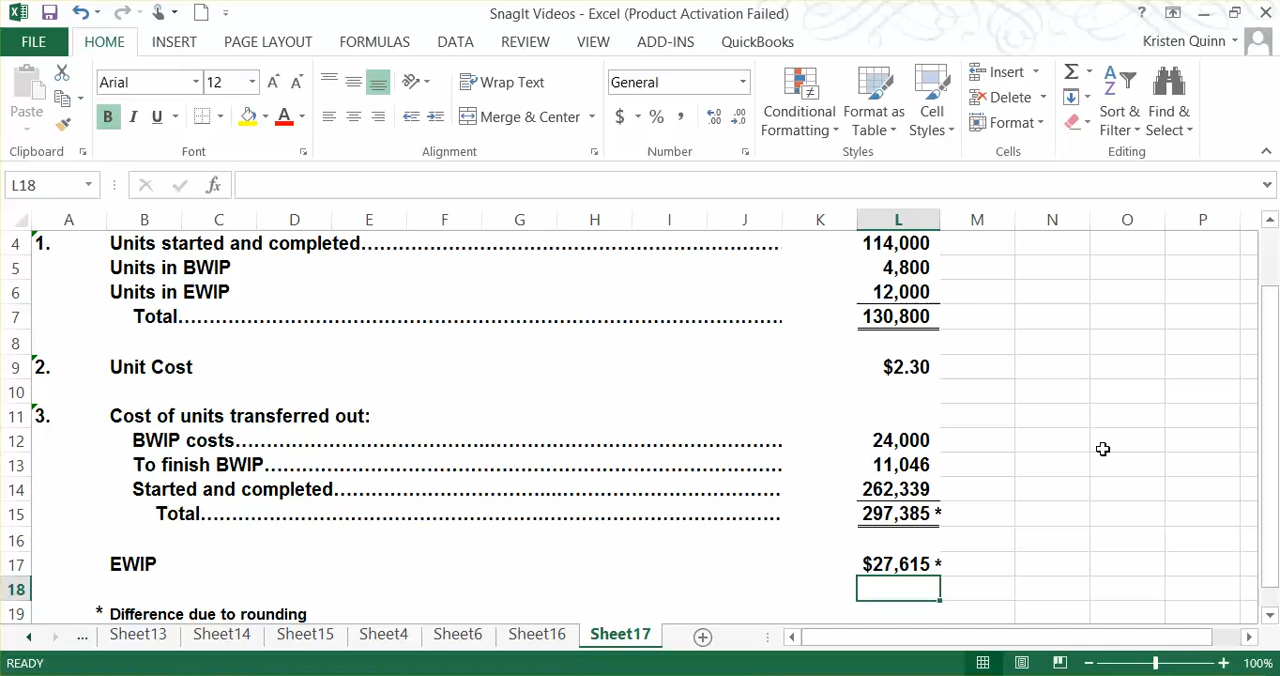 SnagIt Videos - Excel (Product Activation Failed)
FILE HOME INSERT PAGE LAYOUT FORMULAS DATA REVIEW VIEW ADD-INS QuickBooks Kristen Quinn
Arial 12 Wrap Text General Insert Σ
Paste B I U Merge & Center $ % , Conditional Formatting Format as Table Cell Styles Delete Sort & Filter Find & Select
Format
Clipboard Font Alignment Number Styles Cells Editing
L18 fx
A B C D E F G H I J K L M N O P
4 1. Units started and completed 114,000
5 Units in BWIP 4,800
6 Units in EWIP 12,000
7 Total 130,800
8
9 2. Unit Cost $2.30
10
11 3. Cost of units transferred out:
12 BWIP costs 24,000
13 To finish BWIP 11,046
14 Started and completed 262,339
15 Total 297,385 *
16
17 EWIP $27,615 *
18
19 * Difference due to rounding
... Sheet13 Sheet14 Sheet15 Sheet4 Sheet6 Sheet16 Sheet17
READY 100%